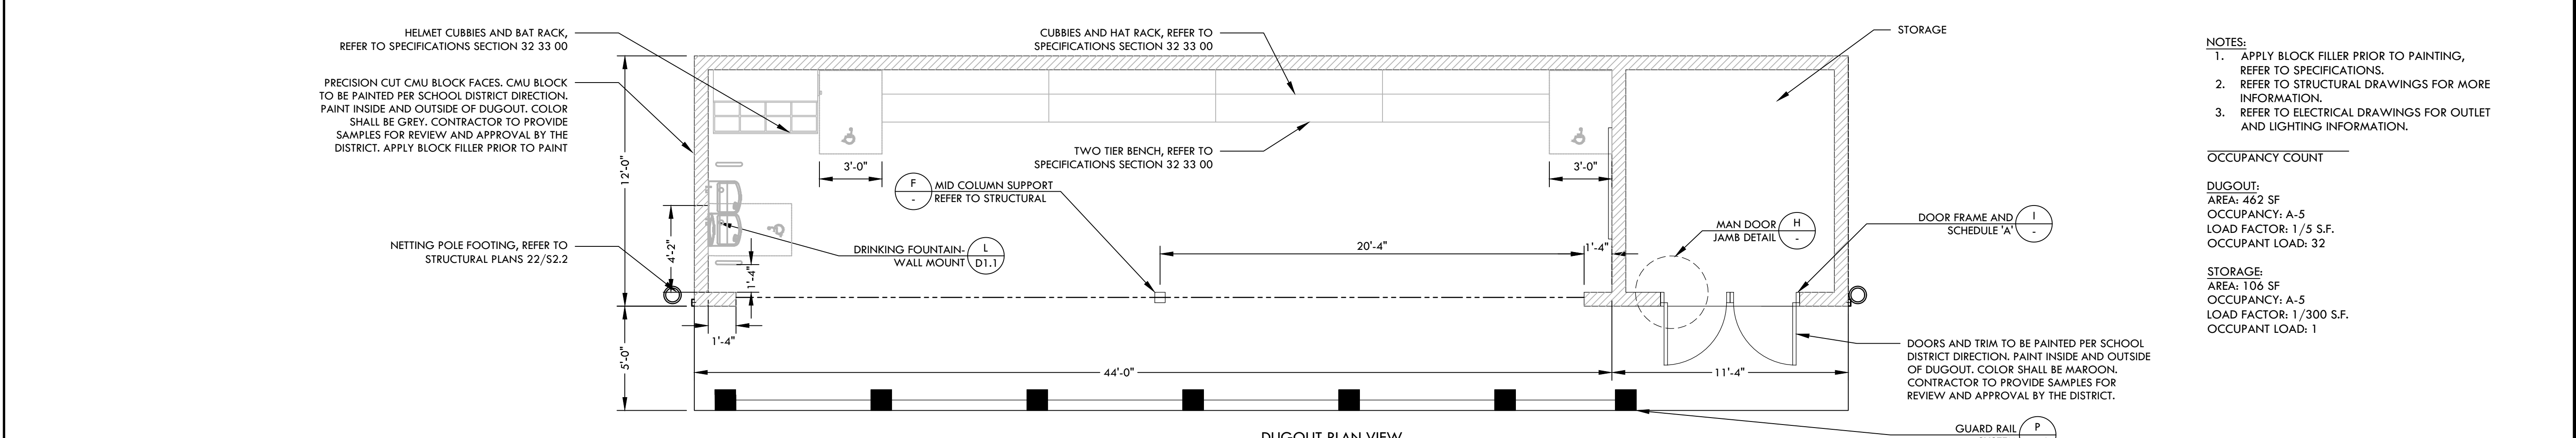 HELMET CUBBIES AND BAT RACK,
REFER TO SPECIFICATIONS SECTION 32 33 00
PRECISION CUT CMU BLOCK FACES. CMU BLOCK
TO BE PAINTED PER SCHOOL DISTRICT DIRECTION.
PAINT INSIDE AND OUTSIDE OF DUGOUT. COLOR
SHALL BE GREY. CONTRACTOR TO PROVIDE
SAMPLES FOR REVIEW AND APPROVAL BY THE
DISTRICT. APPLY BLOCK FILLER PRIOR TO PAINT
NETTING POLE FOOTING, REFER TO
STRUCTURAL PLANS 22/S2.2
12'-0"
5'-0"
4'-2"
1'-4"
1'-4"
3'-0"
CUBBIES AND HAT RACK, REFER TO
SPECIFICATIONS SECTION 32 33 00
TWO TIER BENCH, REFER TO
SPECIFICATIONS SECTION 32 33 00
F
-
MID COLUMN SUPPORT
REFER TO STRUCTURAL
DRINKING FOUNTAIN-
WALL MOUNT
L
D1.1
3'-0"
20'-4"
1'-4"
44'-0"
11'-4"
STORAGE
MAN DOOR
JAMB DETAIL
H
-
DOOR FRAME AND
SCHEDULE 'A'
I
-
DOORS AND TRIM TO BE PAINTED PER SCHOOL
DISTRICT DIRECTION. PAINT INSIDE AND OUTSIDE
OF DUGOUT. COLOR SHALL BE MAROON.
CONTRACTOR TO PROVIDE SAMPLES FOR
REVIEW AND APPROVAL BY THE DISTRICT.
GUARD RAIL
P
DUGOUT PLAN VIEW
NOTES:
1. APPLY BLOCK FILLER PRIOR TO PAINTING,
REFER TO SPECIFICATIONS.
2. REFER TO STRUCTURAL DRAWINGS FOR MORE
INFORMATION.
3. REFER TO ELECTRICAL DRAWINGS FOR OUTLET
AND LIGHTING INFORMATION.
OCCUPANCY COUNT
DUGOUT:
AREA: 462 SF
OCCUPANCY: A-5
LOAD FACTOR: 1/5 S.F.
OCCUPANT LOAD: 32
STORAGE:
AREA: 106 SF
OCCUPANCY: A-5
LOAD FACTOR: 1/300 S.F.
OCCUPANT LOAD: 1